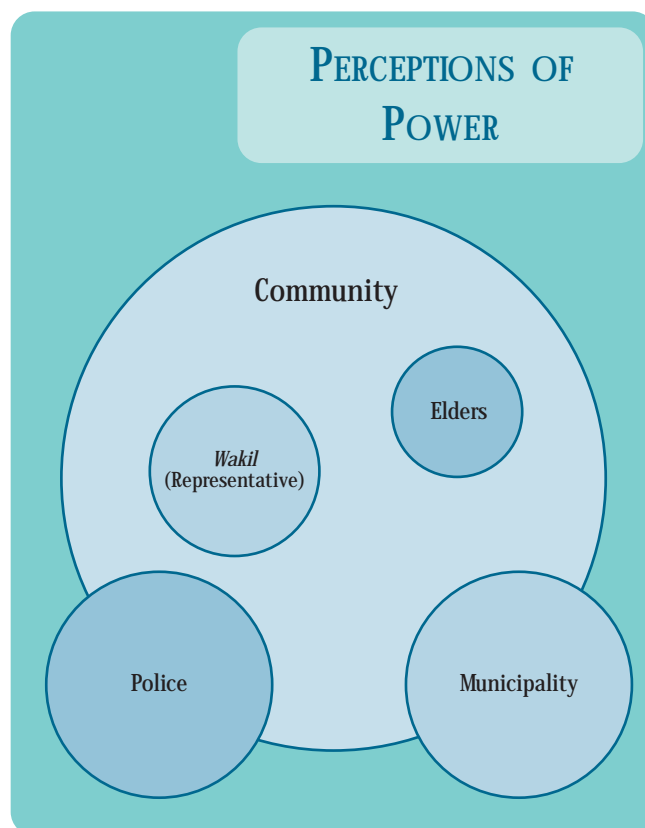 PERCEPTIONS OF
POWER
Community
Elders
Wakil
(Representative)
Police
Municipality